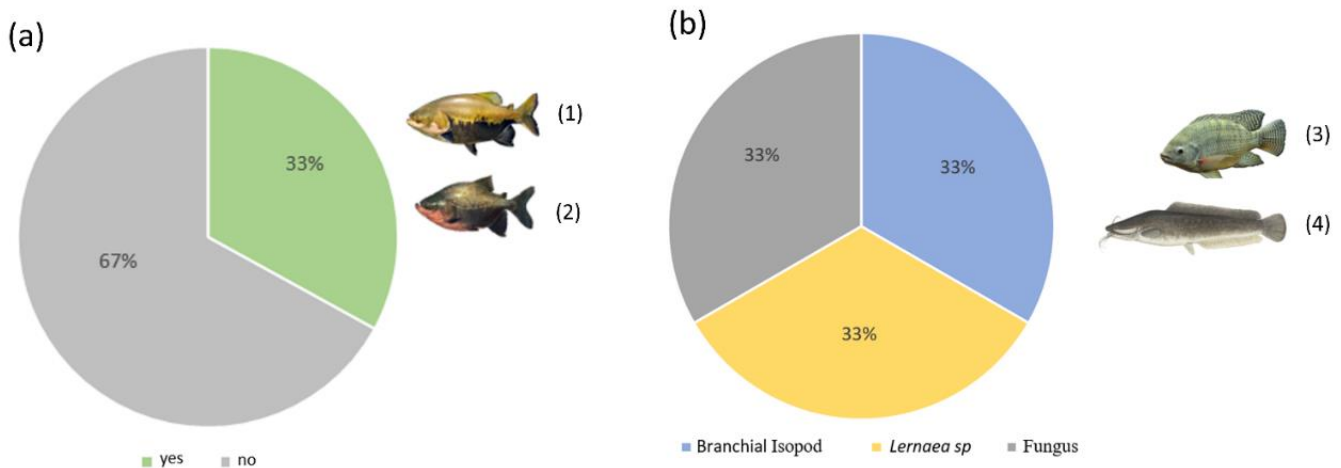 (a)
33%
67%
(1)
(2)
yes no
(b)
33%
33%
33%
(3)
(4)
Branchial Isopod Lernaea sp Fungus